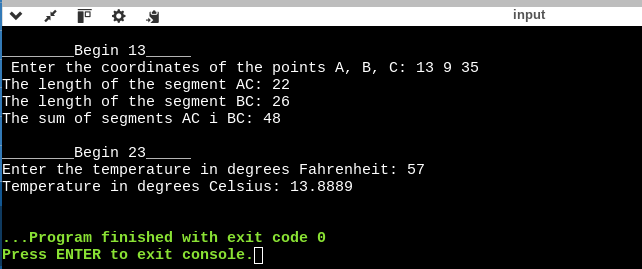 input
________Begin 13_____
Enter the coordinates of the points A, B, C: 13 9 35
The length of the segment AC: 22
The length of the segment BC: 26
The sum of segments AC i BC: 48
________Begin 23_____
Enter the temperature in degrees Fahrenheit: 57
Temperature in degrees Celsius: 13.8889
...Program finished with exit code 0
Press ENTER to exit console.